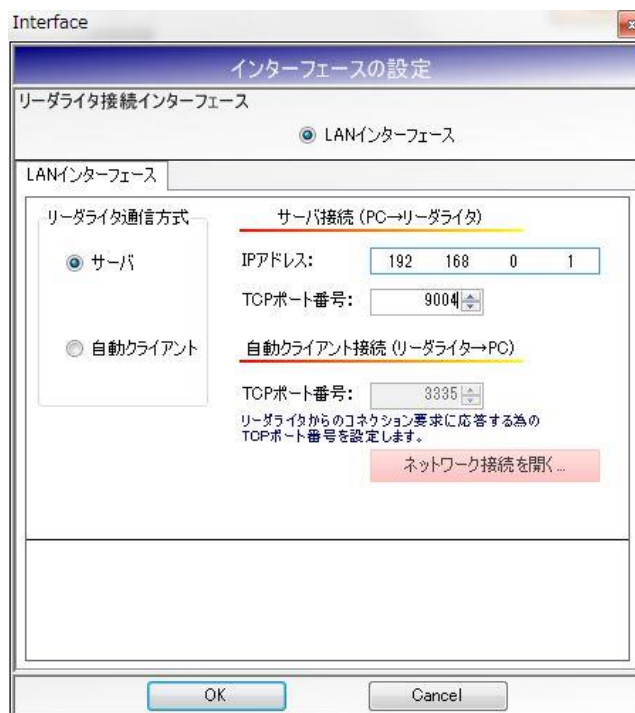 Interface
インターフェースの設定
リーダライタ接続インターフェース
LANインターフェース
LANインターフェース
リーダライタ通信方式
サーバ
自動クライアント
サーバ接続(PC→リーダライタ)
IPアドレス: 192 168 0 1
TCPポート番号: 9004
自動クライアント接続(リーダライタ→PC)
TCPポート番号: 3335
リーダライタからのコネクション要求に応答する為の
TCPポート番号を設定します。
ネットワーク接続を開く...
OK Cancel